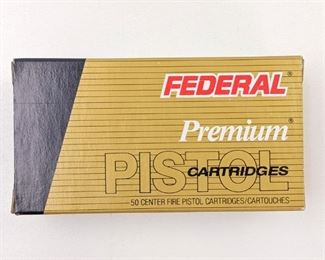 FEDERAL®
Premium®
PISTOL
CARTRIDGES
50 CENTER FIRE PISTOL CARTRIDGES/CARTOUCHES